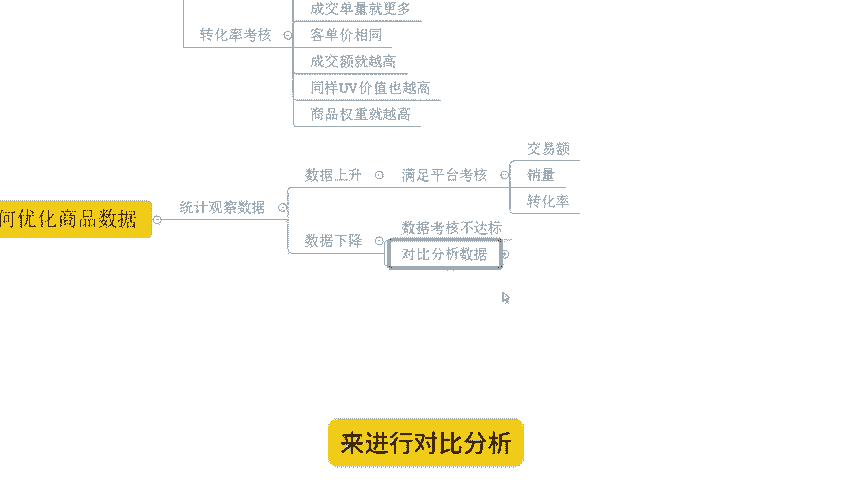 成交单量就更多
转化率考核
客单价相同
成交额就越高
同样UV价值也越高
商品权重就越高
交易额
数据上升
满足平台考核
销量
转化率
统计观察数据
何优化商品数据
数据考核不达标
数据下降
对比分析数据
来进行对比分析